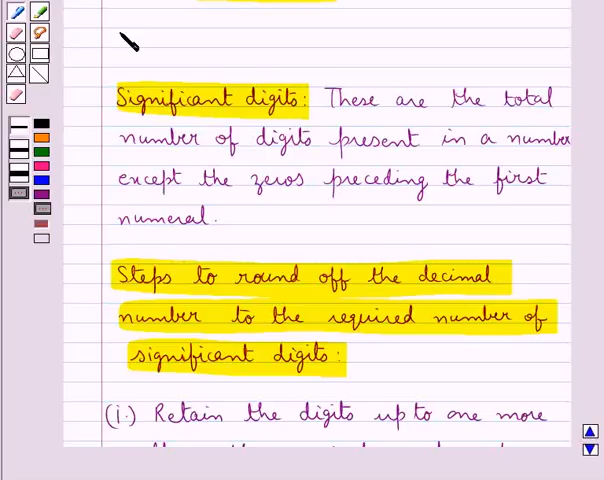 Significant digits: These are the total
number of digits present in a number
except the zeros preceding the first
numeral.
Steps to round off the decimal
number to the required number of
significant digits:
(i.) Retain the digits up to one more